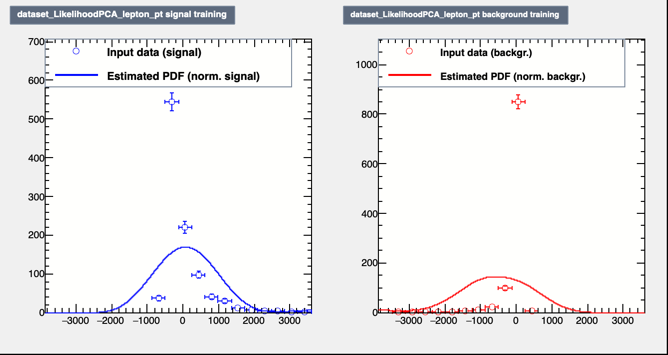 dataset_LikelihoodPCA_lepton_pt signal training
700
600
500
400
300
200
100
0
Input data (signal)
Estimated PDF (norm. signal)
−3000 −2000 −1000 0 1000 2000 3000
dataset_LikelihoodPCA_lepton_pt background training
1000
800
600
400
200
0
Input data (backgr.)
Estimated PDF (norm. backgr.)
−3000 −2000 −1000 0 1000 2000 3000